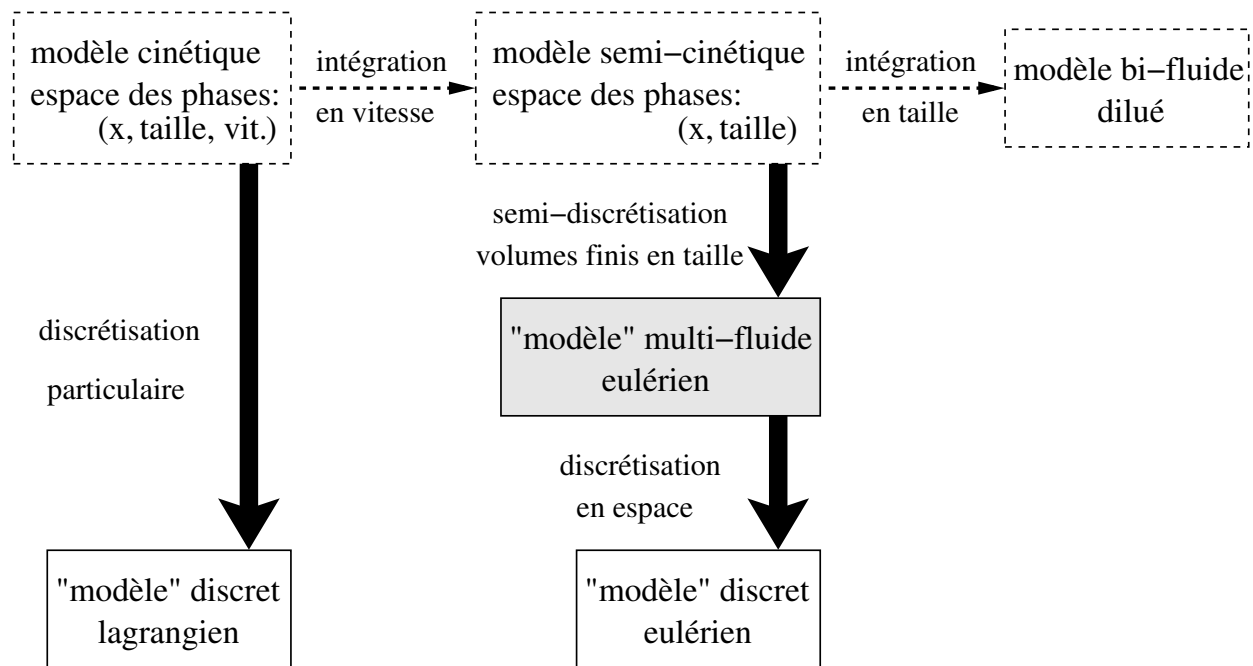 modèle cinétique
espace des phases:
(x, taille, vit.)
intégration
en vitesse
modèle semi−cinétique
espace des phases:
(x, taille)
intégration
en taille
modèle bi−fluide
dilué
semi−discrétisation
volumes finis en taille
"modèle" multi−fluide
eulérien
discrétisation
particulaire
discrétisation
en espace
"modèle" discret
lagrangien
"modèle" discret
eulérien